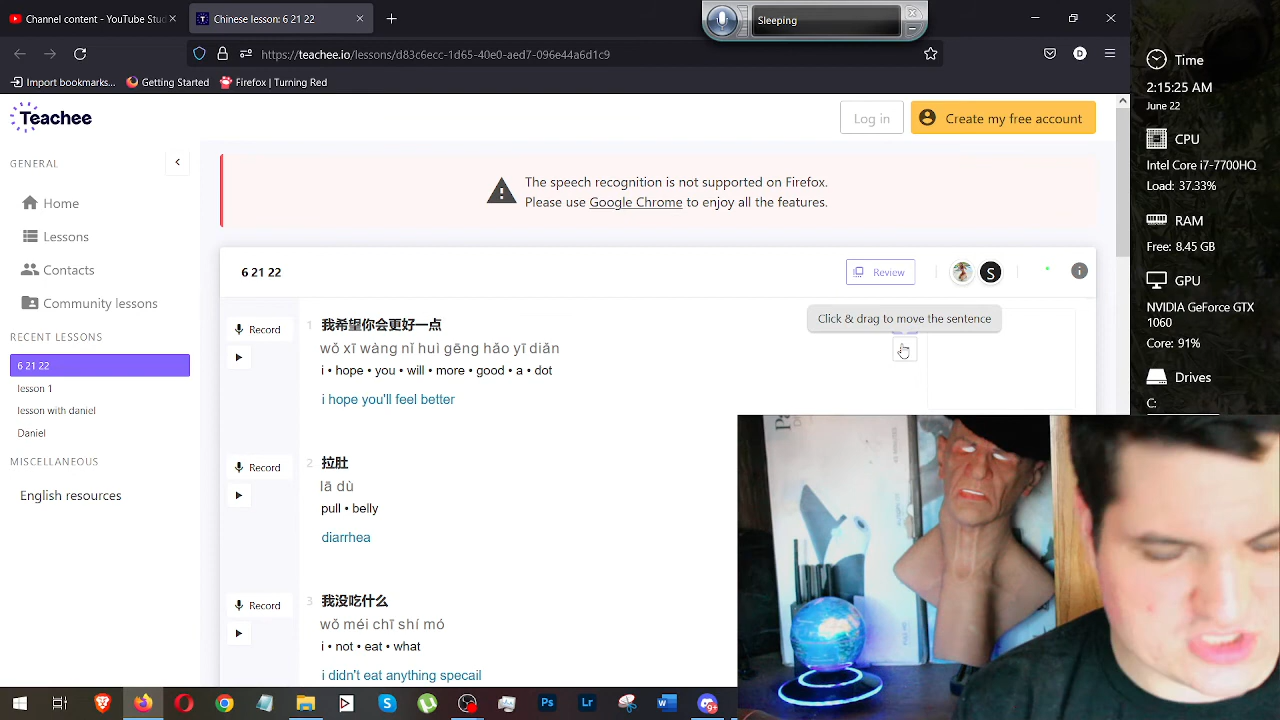 Channel content - YouTube Stu
Chinese lesson: 6 21 22
Sleeping
https://teachee.io/lessons/d83c6ecc-1d65-40e0-aed7-096e44a6d1c9
Import bookmarks...
Getting Started
Firefox | Turning Red
Teachee
Log in
Create my free account
GENERAL
Home
Lessons
Contacts
Community lessons
RECENT LESSONS
6 21 22
lesson 1
lesson with daniel
Daniel
MISCELLANEOUS
English resources
The speech recognition is not supported on Firefox.
Please use Google Chrome to enjoy all the features.
6 21 22
Review
S
Click & drag to move the sentence
Record
1 我希望你会更好一点
wǒ xī wàng nǐ huì gēng hǎo yī diǎn
i • hope • you • will • more • good • a • dot
i hope you'll feel better
Record
2 拉肚
lā dù
pull • belly
diarrhea
Record
3 我没吃什么
wǒ méi chī shí mó
i • not • eat • what
i didn't eat anything specail
Time
2:15:25 AM
June 22
CPU
Intel Core i7-7700HQ
Load: 37.33%
RAM
Free: 8.45 GB
GPU
NVIDIA GeForce GTX
1060
Core: 91%
Drives
C: